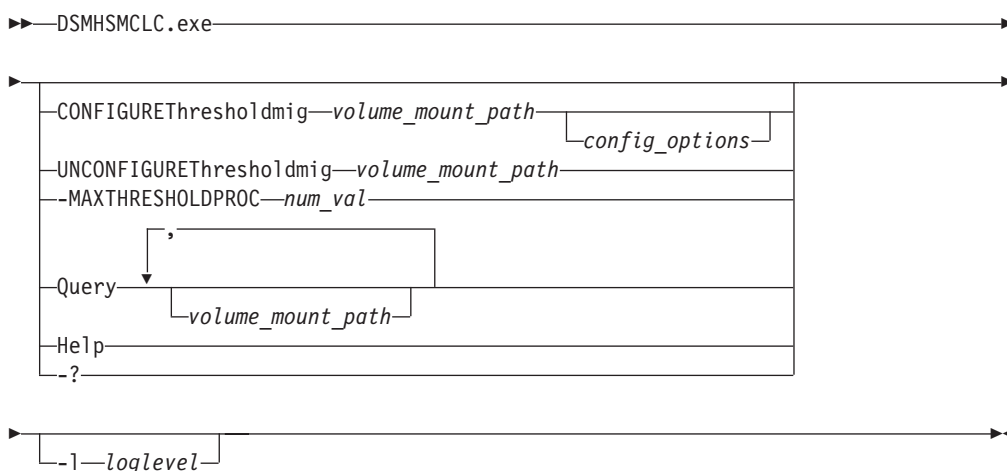 DSMHSMCLC.exe
CONFIGUREThresholdmig volume_mount_path
config_options
UNCONFIGUREThresholdmig volume_mount_path
-MAXTHRESHOLDPROC num_val
,
Query
volume_mount_path
Help
-?
-l loglevel